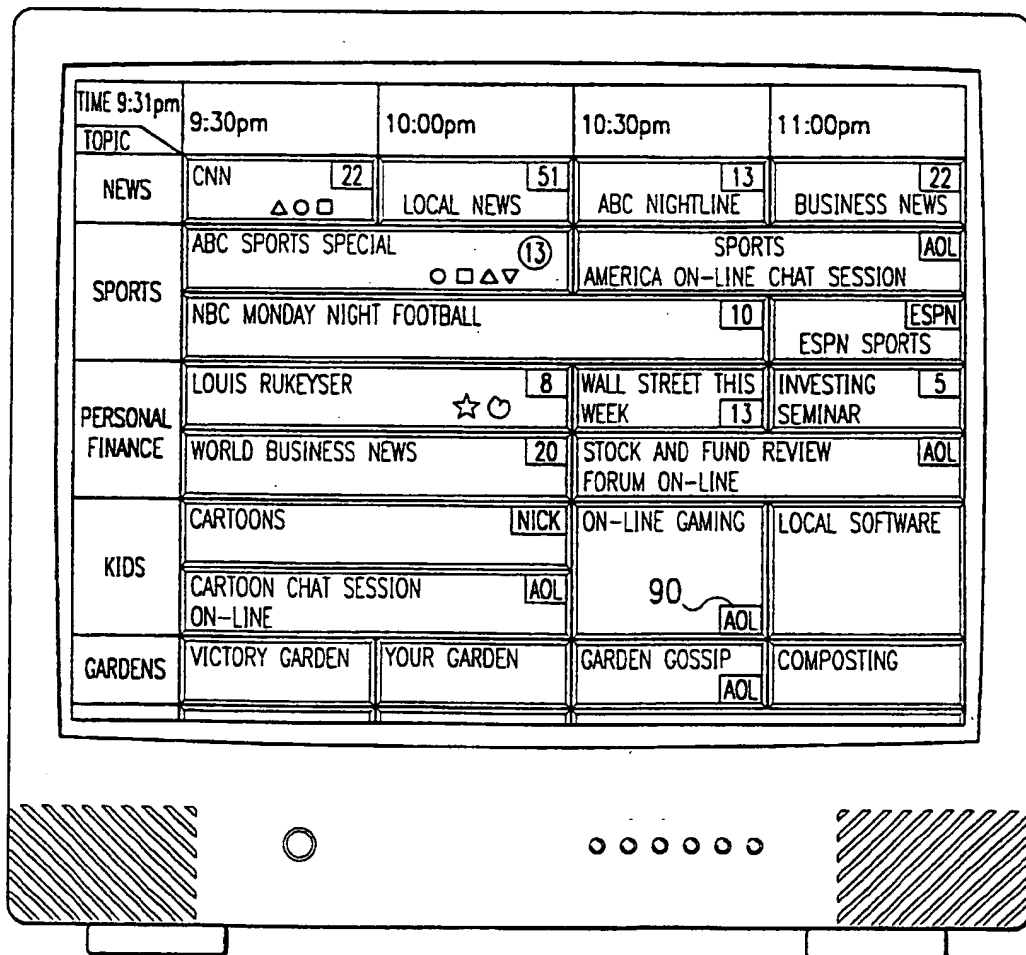 TIME 9:31pm
TOPIC
9:30pm
10:00pm
10:30pm
11:00pm
NEWS
CNN
22
51
LOCAL NEWS
13
ABC NIGHTLINE
22
BUSINESS NEWS
SPORTS
ABC SPORTS SPECIAL
13
SPORTS
AOL
AMERICA ON-LINE CHAT SESSION
NBC MONDAY NIGHT FOOTBALL
10
ESPN
ESPN SPORTS
PERSONAL
FINANCE
LOUIS RUKEYSER
8
WALL STREET THIS
WEEK
13
INVESTING
5
SEMINAR
WORLD BUSINESS NEWS
20
STOCK AND FUND REVIEW
AOL
FORUM ON-LINE
KIDS
CARTOONS
NICK
CARTOON CHAT SESSION
AOL
ON-LINE
ON-LINE GAMING
90
AOL
LOCAL SOFTWARE
GARDENS
VICTORY GARDEN
YOUR GARDEN
GARDEN GOSSIP
AOL
COMPOSTING